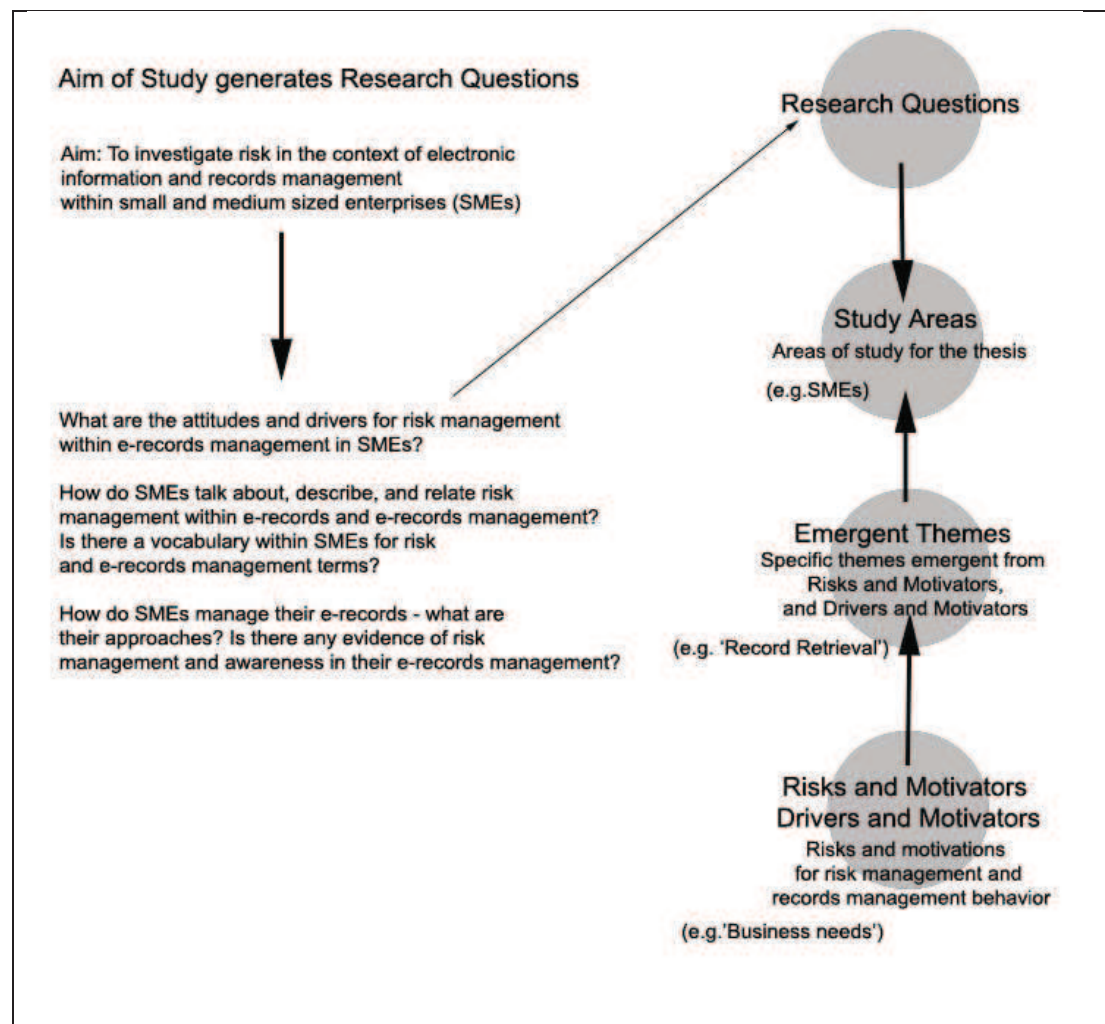 Aim of Study generates Research Questions
Aim: To investigate risk in the context of electronic
information and records management
within small and medium sized enterprises (SMEs)
What are the attitudes and drivers for risk management
within e-records management in SMEs?
How do SMEs talk about, describe, and relate risk
management within e-records and e-records management?
Is there a vocabulary within SMEs for risk
and e-records management terms?
How do SMEs manage their e-records - what are
their approaches? Is there any evidence of risk
management and awareness in their e-records management?
Research Questions
Study Areas
Areas of study for the thesis
(e.g.SMEs)
Emergent Themes
Specific themes emergent from
Risks and Motivators,
and Drivers and Motivators
(e.g. 'Record Retrieval')
Risks and Motivators
Drivers and Motivators
Risks and motivations
for risk management and
records management behavior
(e.g.'Business needs')